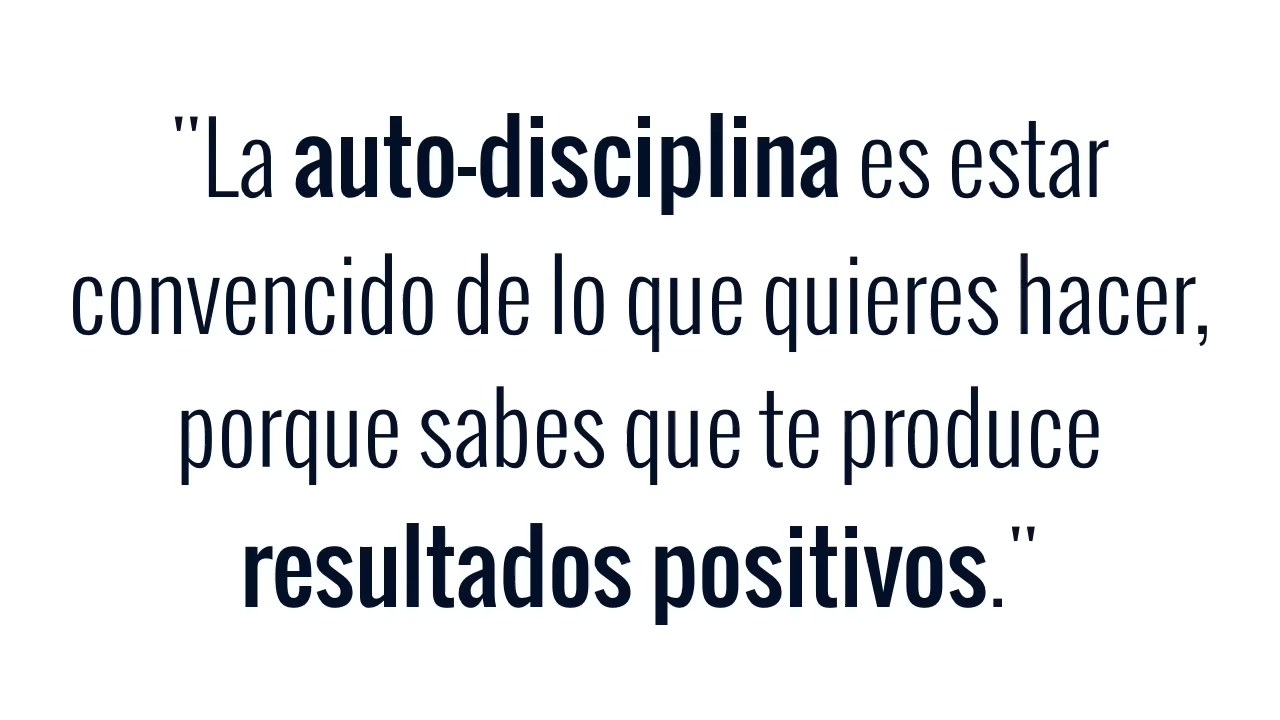 "La auto-disciplina es estar
convencido de lo que quieres hacer,
porque sabes que te produce
resultados positivos."